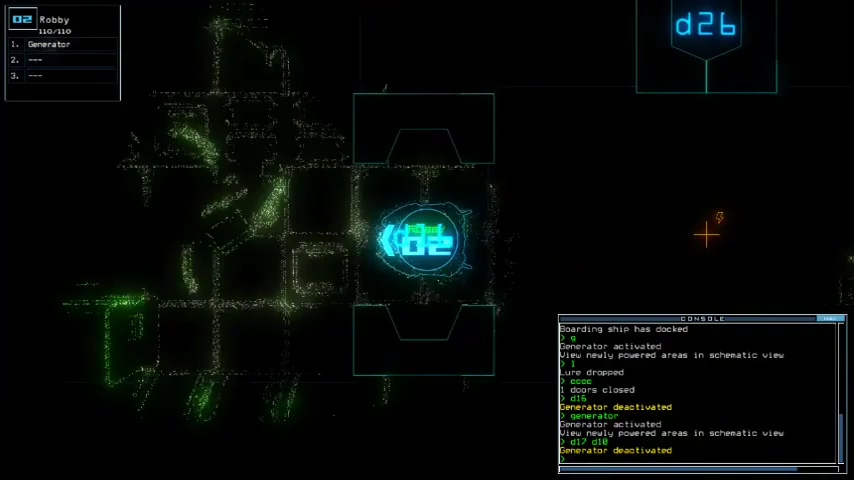 02 Robby
110/110
1. Generator
2. ---
3. ---
d26
02
CONSOLE
Boarding ship has docked
> g
Generator activated
View newly powered areas in schematic view
> l
Lure dropped
> cccc
1 doors closed
> d16
Generator deactivated
> generator
Generator activated
View newly powered areas in schematic view
> d17 d10
Generator deactivated
>